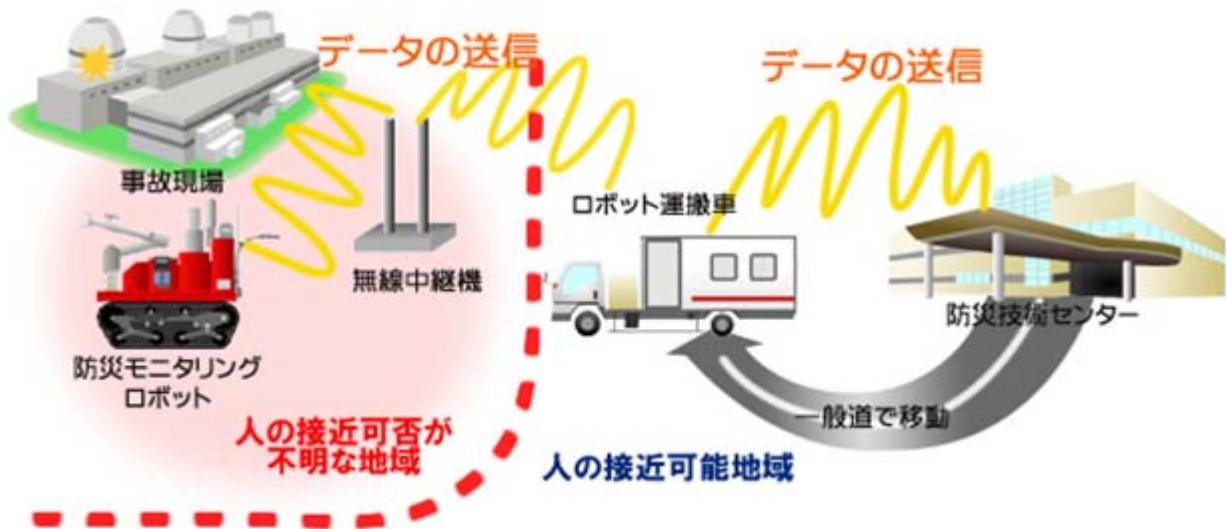 データの送信
データの送信
事故現場
ロボット運搬車
無線中継機
防災技術センター
防災モニタリング
ロボット
一般道で移動
人の接近可否が
不明な地域
人の接近可能地域